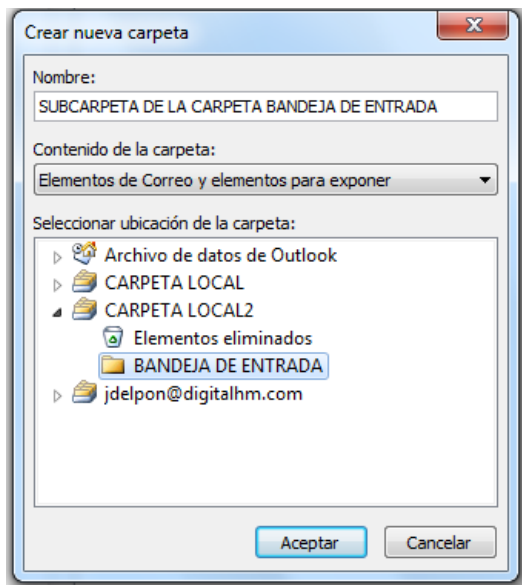 Crear nueva carpeta
Nombre:
SUBCARPETA DE LA CARPETA BANDEJA DE ENTRADA
Contenido de la carpeta:
Elementos de Correo y elementos para exponer
Seleccionar ubicación de la carpeta:
Archivo de datos de Outlook
CARPETA LOCAL
CARPETA LOCAL2
Elementos eliminados
BANDEJA DE ENTRADA
jdelpon@digitalhm.com
Aceptar Cancelar